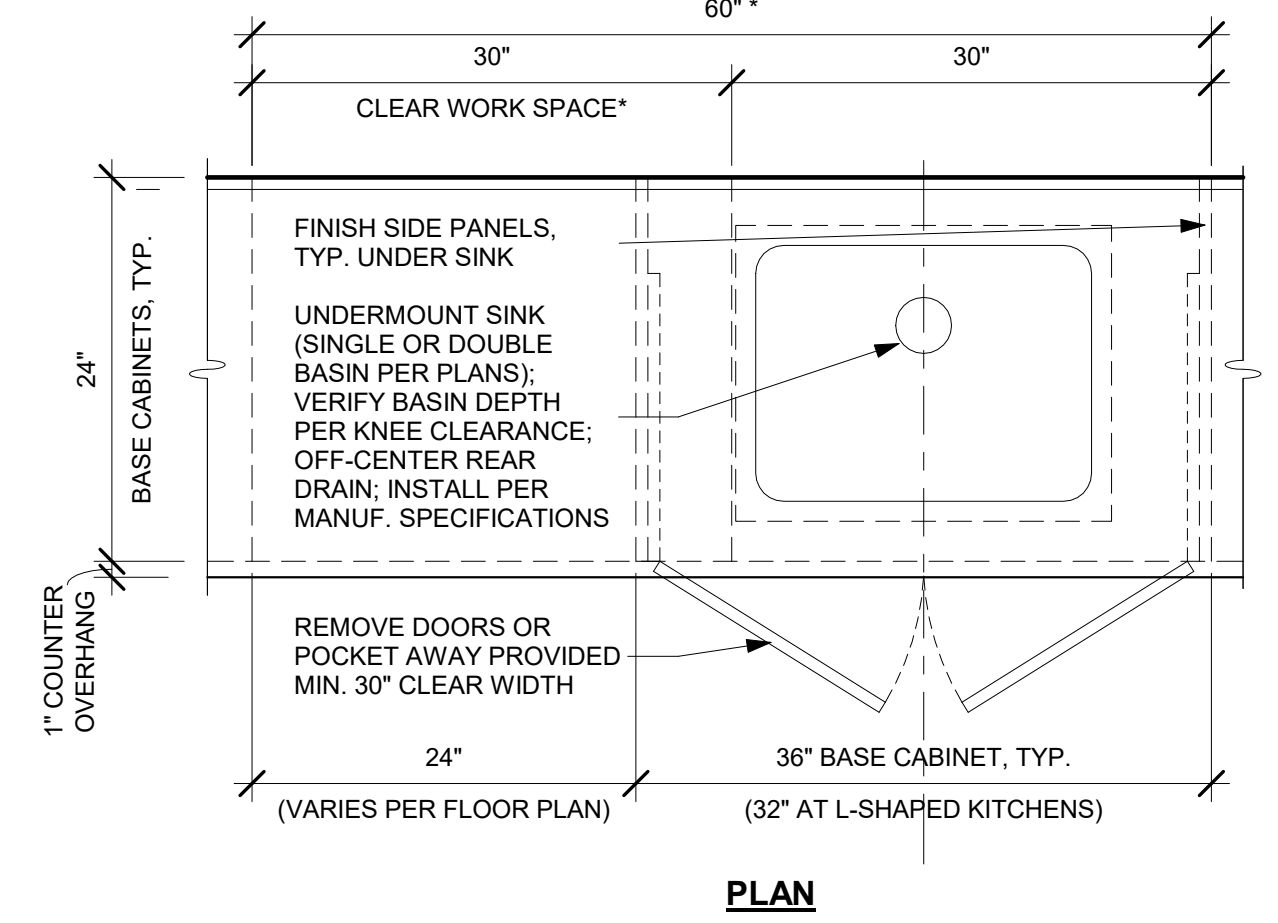 60" *
30"
30"
CLEAR WORK SPACE*
FINISH SIDE PANELS,
TYP. UNDER SINK
UNDERMOUNT SINK
(SINGLE OR DOUBLE
BASIN PER PLANS);
VERIFY BASIN DEPTH
PER KNEE CLEARANCE;
OFF-CENTER REAR
DRAIN; INSTALL PER
MANUF. SPECIFICATIONS
24"
BASE CABINETS, TYP.
1" COUNTER
OVERHANG
REMOVE DOORS OR
POCKET AWAY PROVIDED
MIN. 30" CLEAR WIDTH
24"
36" BASE CABINET, TYP.
(VARIES PER FLOOR PLAN)
(32" AT L-SHAPED KITCHENS)
PLAN